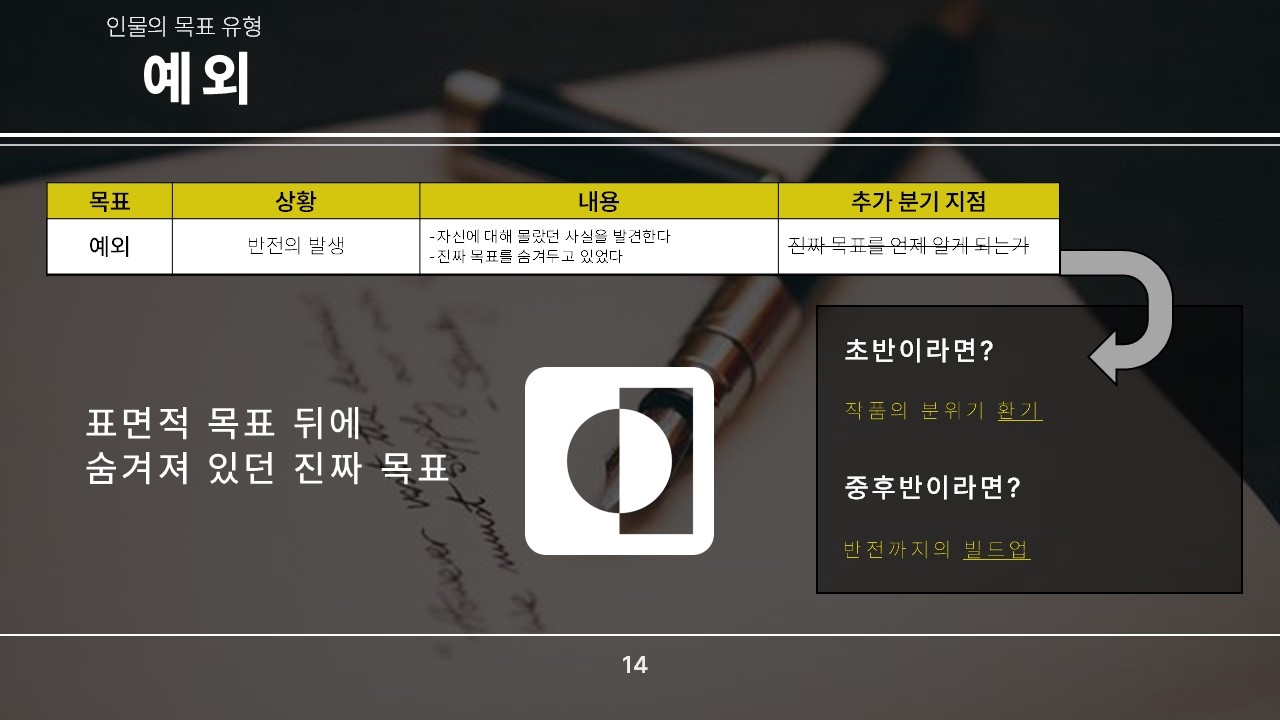 인물의 목표 유형
예외
목표 상황 내용 추가 분기 지점
예외 반전의 발생 -자신에 대해 몰랐던 사실을 발견한다
-진짜 목표를 숨겨두고 있었다
진짜 목표를 언제 알게 되는가
초반이라면?
작품의 분위기 환기
표면적 목표 뒤에
숨겨져 있던 진짜 목표
중후반이라면?
반전까지의 빌드업
14